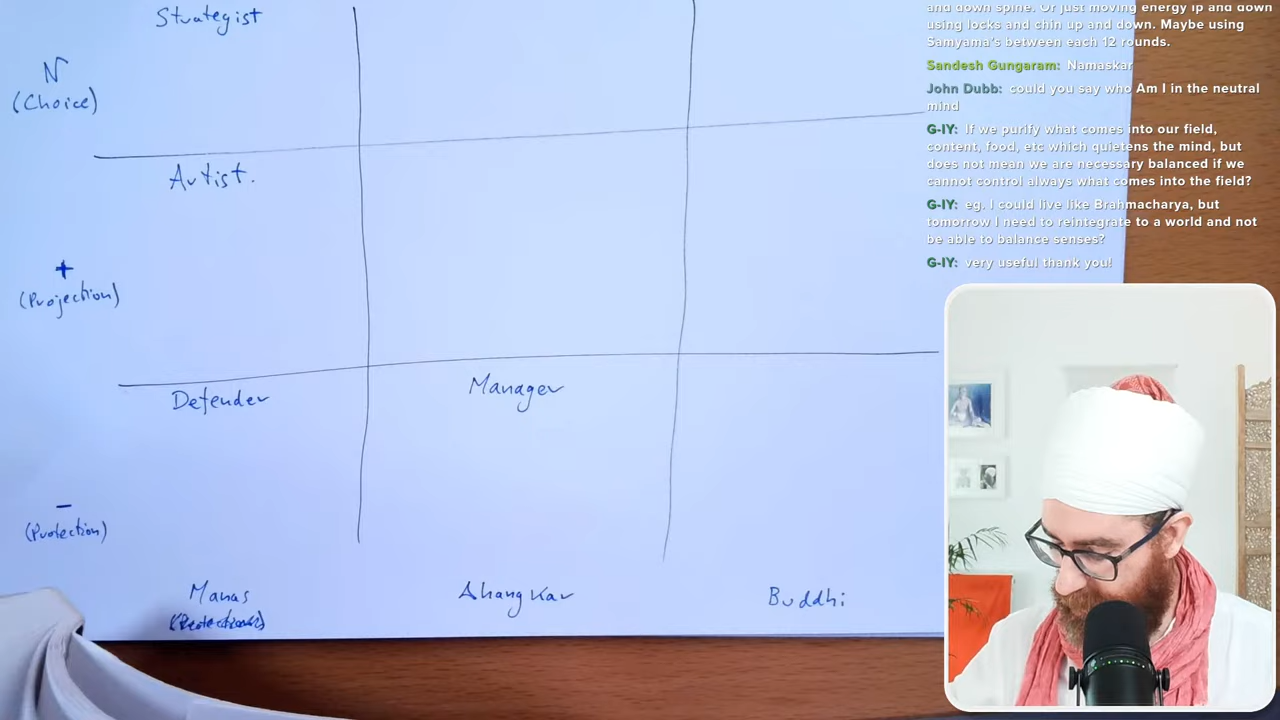 Strategist
N
(Choice)
Artist.
+
(Projection)
Defender
Manager
-
(Protection)
Manas
Ahangkar
Buddhi
and down spine. Or just moving energy ip and down
using locks and chin up and down. Maybe using
Samyama's between each 12 rounds.
Sandesh Gungaram: Namaskar
John Dubb: could you say who Am I in the neutral
mind
G-IY: If we purify what comes into our field,
content, food, etc which quietens the mind, but
does not mean we are necessary balanced if we
cannot control always what comes into the field?
G-IY: eg. I could live like Brahmacharya, but
tomorrow I need to reintegrate to a world and not
be able to balance senses?
G-IY: very useful thank you!